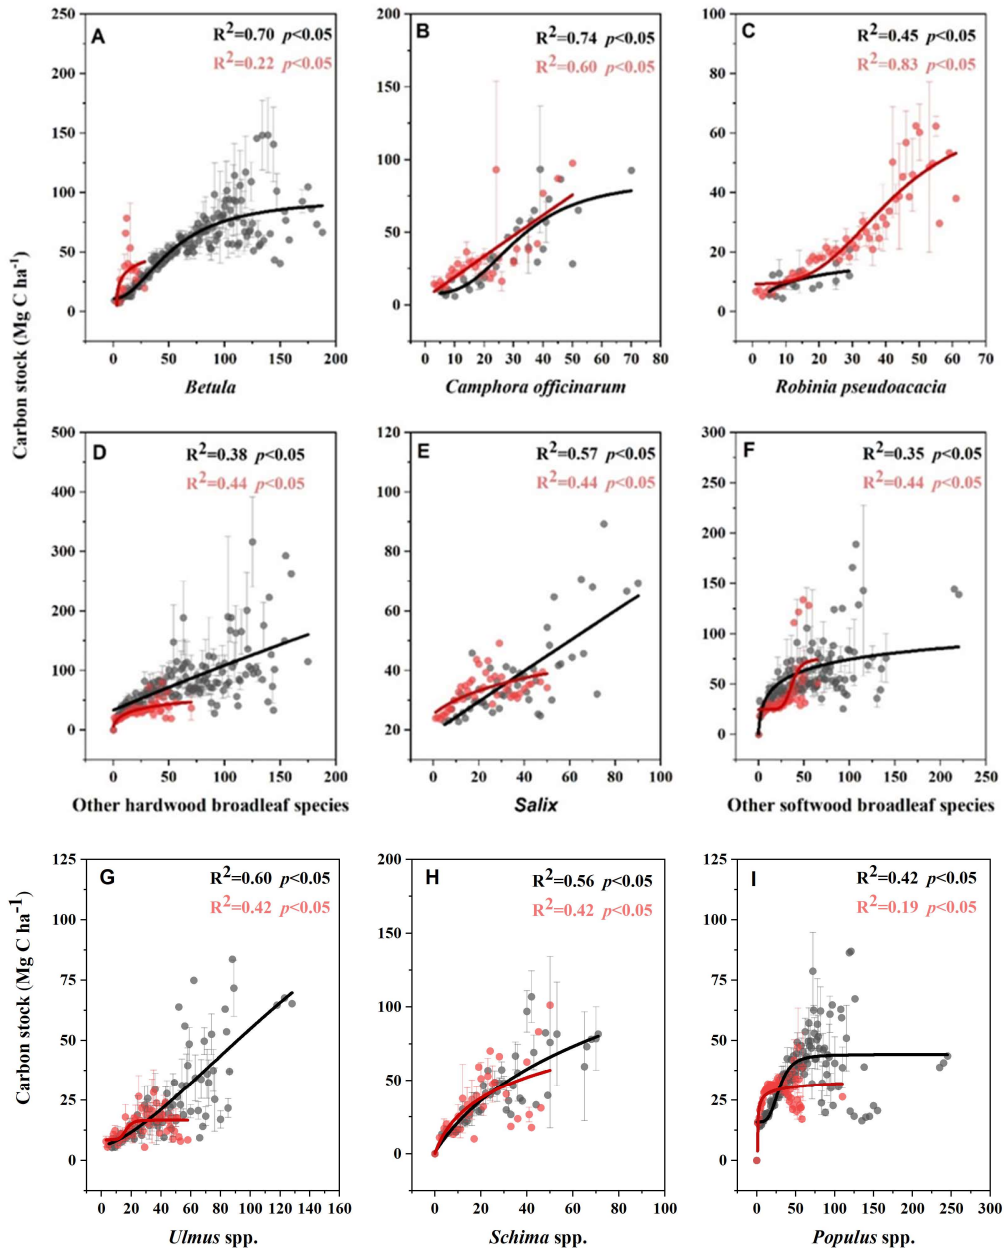 A
R²=0.70 p<0.05
R²=0.22 p<0.05
250
200
150
100
50
0
0 50 100 150 200
Betula
B
R²=0.74 p<0.05
R²=0.60 p<0.05
200
150
100
50
0
0 10 20 30 40 50 60 70 80
Camphora officinarum
C
R²=0.45 p<0.05
R²=0.83 p<0.05
100
80
60
40
20
0
0 10 20 30 40 50 60 70
Robinia pseudoacacia
Carbon stock (Mg C ha⁻¹)
D
R²=0.38 p<0.05
R²=0.44 p<0.05
500
400
300
200
100
0
0 50 100 150 200
Other hardwood broadleaf species
E
R²=0.57 p<0.05
R²=0.44 p<0.05
120
100
80
60
40
20
0 20 40 60 80 100
Salix
F
R²=0.35 p<0.05
R²=0.44 p<0.05
300
250
200
150
100
50
0
0 50 100 150 200 250
Other softwood broadleaf species
G
R²=0.60 p<0.05
R²=0.42 p<0.05
125
100
75
50
25
0
0 20 40 60 80 100 120 140 160
Ulmus spp.
H
R²=0.56 p<0.05
R²=0.42 p<0.05
200
150
100
50
0
0 20 40 60 80 100
Schima spp.
I
R²=0.42 p<0.05
R²=0.19 p<0.05
125
100
75
50
25
0
0 50 100 150 200 250 300
Populus spp.
Carbon stock (Mg C ha⁻¹)